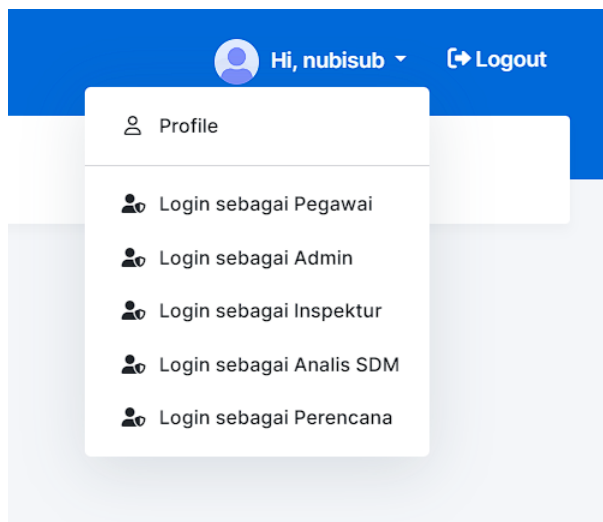 Hi, nubisub
Logout
Profile
Login sebagai Pegawai
Login sebagai Admin
Login sebagai Inspektur
Login sebagai Analis SDM
Login sebagai Perencana